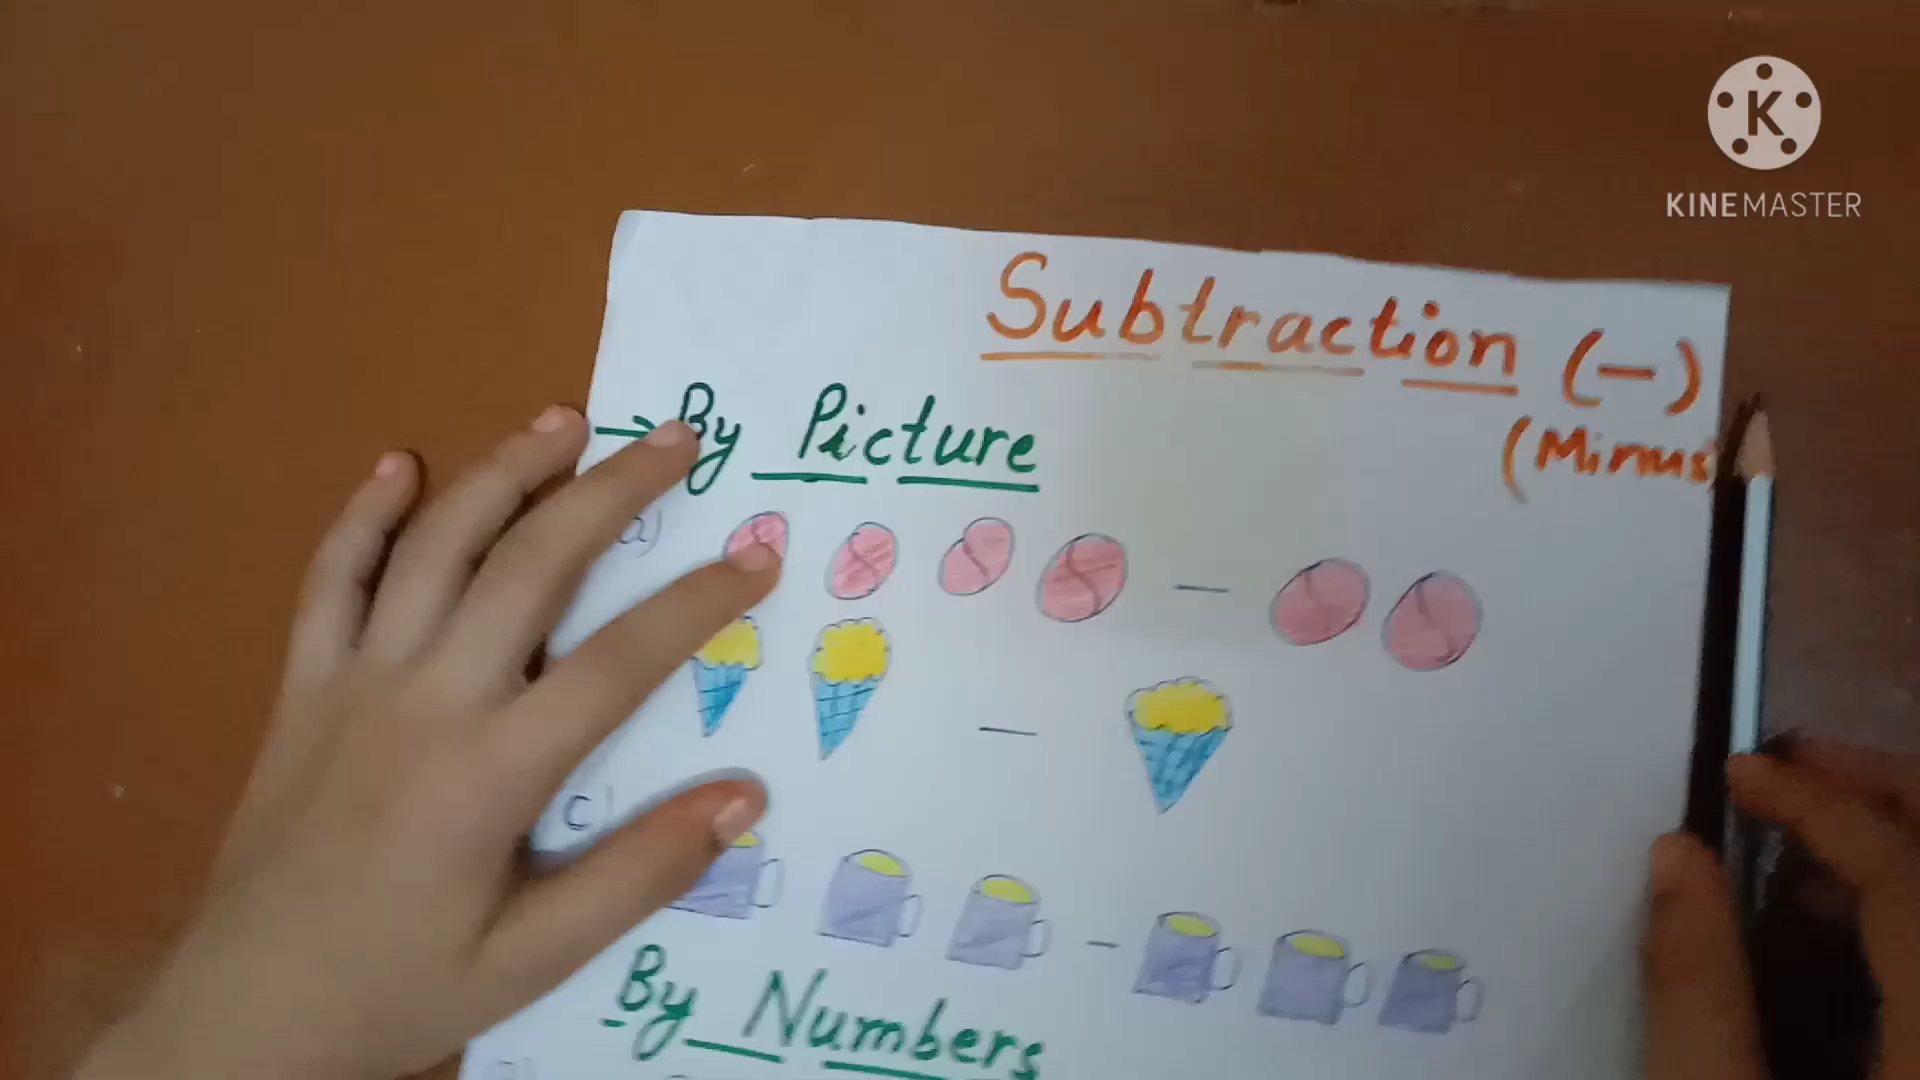 K
KINEMASTER
Subtraction (-)
(Minus
→ By Picture
a)
c)
By Numbers